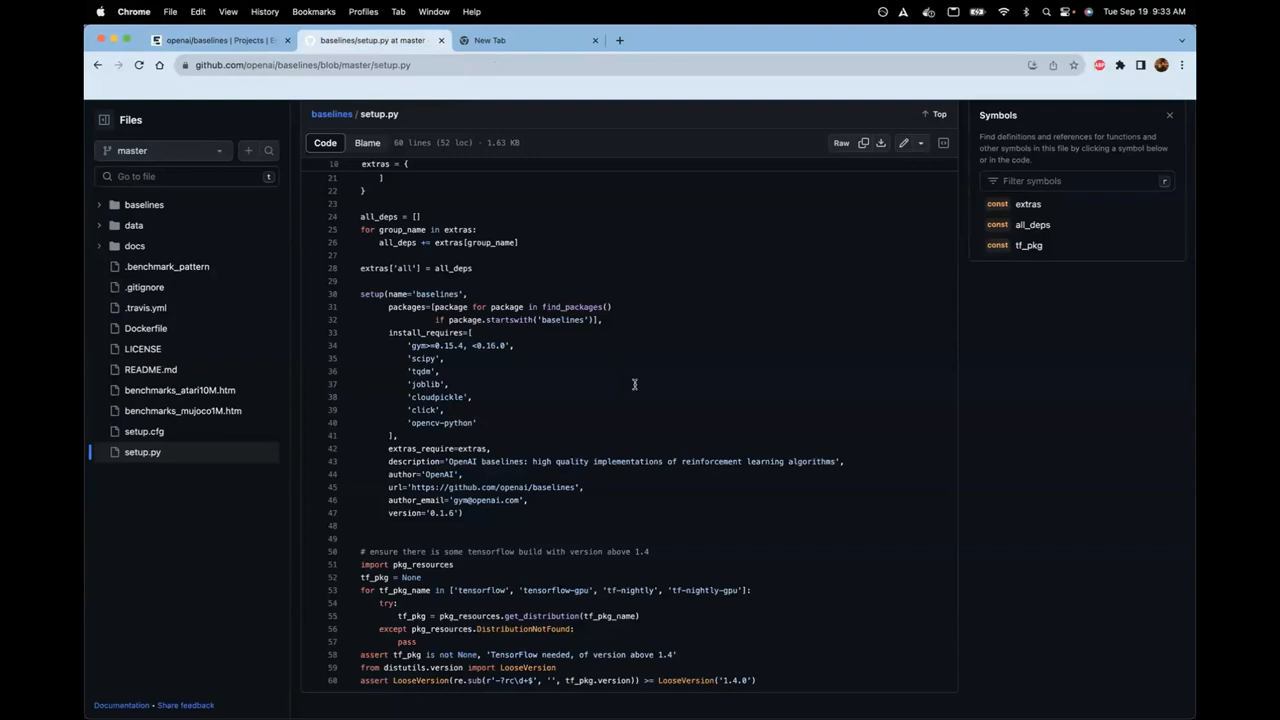 Chrome File Edit View History Bookmarks Profiles Tab Window Help Tue Sep 19 9:33 AM
openai/baselines | Projects | E
baselines/setup.py at master
New Tab
github.com/openai/baselines/blob/master/setup.py
Files
master
Go to file t
baselines
data
docs
.benchmark_pattern
.gitignore
.travis.yml
Dockerfile
LICENSE
README.md
benchmarks_atari10M.htm
benchmarks_mujoco1M.htm
setup.cfg
setup.py
Documentation • Share feedback
baselines / setup.py
Top
Code Blame 60 lines (52 loc) · 1.63 KB Raw
10 extras = {
21 ]
22 }
23
24 all_deps = []
25 for group_name in extras:
26 all_deps += extras[group_name]
27
28 extras['all'] = all_deps
29
30 setup(name='baselines',
31 packages=[package for package in find_packages()
32 if package.startswith('baselines')],
33 install_requires=[
34 'gym>=0.15.4, <0.16.0',
35 'scipy',
36 'tqdm',
37 'joblib',
38 'cloudpickle',
39 'click',
40 'opencv-python'
41 ],
42 extras_require=extras,
43 description='OpenAI baselines: high quality implementations of reinforcement learning algorithms',
44 author='OpenAI',
45 url='https://github.com/openai/baselines',
46 author_email='gym@openai.com',
47 version='0.1.6')
48
49
50 # ensure there is some tensorflow build with version above 1.4
51 import pkg_resources
52 tf_pkg = None
53 for tf_pkg_name in ['tensorflow', 'tensorflow-gpu', 'tf-nightly', 'tf-nightly-gpu']:
54 try:
55 tf_pkg = pkg_resources.get_distribution(tf_pkg_name)
56 except pkg_resources.DistributionNotFound:
57 pass
58 assert tf_pkg is not None, 'TensorFlow needed, of version above 1.4'
59 from distutils.version import LooseVersion
60 assert LooseVersion(re.sub(r'-?rc\d+$', '', tf_pkg.version)) >= LooseVersion('1.4.0')
Symbols
Find definitions and references for functions and
other symbols in this file by clicking a symbol below
or in the code.
Filter symbols r
const extras
const all_deps
const tf_pkg